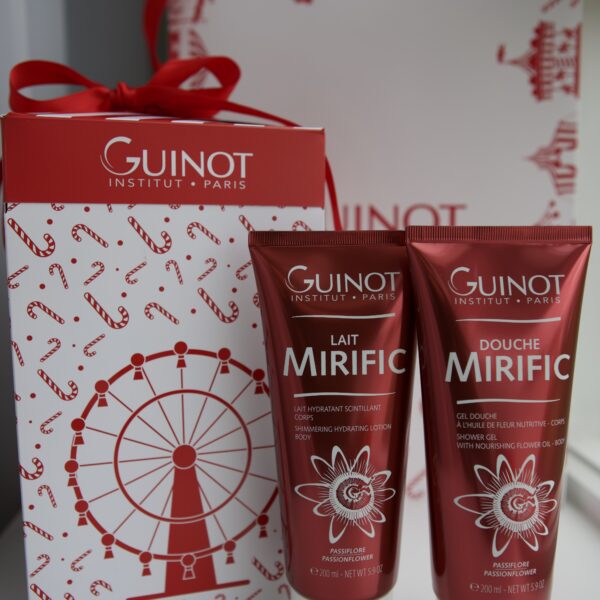 GUINOT
INSTITUT • PARIS
GUINOT
GUINOT
INSTITUT • PARIS
LAIT
MIRIFIC
LAIT HYDRATANT SCINTILLANT
CORPS
SHIMMERING HYDRATING LOTION
BODY
PASSIFLORE
PASSIONFLOWER
℮ 200 ml - NET WT 5.9 OZ
GUINOT
INSTITUT • PARIS
DOUCHE
MIRIFIC
GEL DOUCHE
À L'HUILE DE FLEUR NUTRITIVE - CORPS
SHOWER GEL
WITH NOURISHING FLOWER OIL - BODY
PASSIFLORE
PASSIONFLOWER
℮ 200 ml - NET WT 5.9 OZ